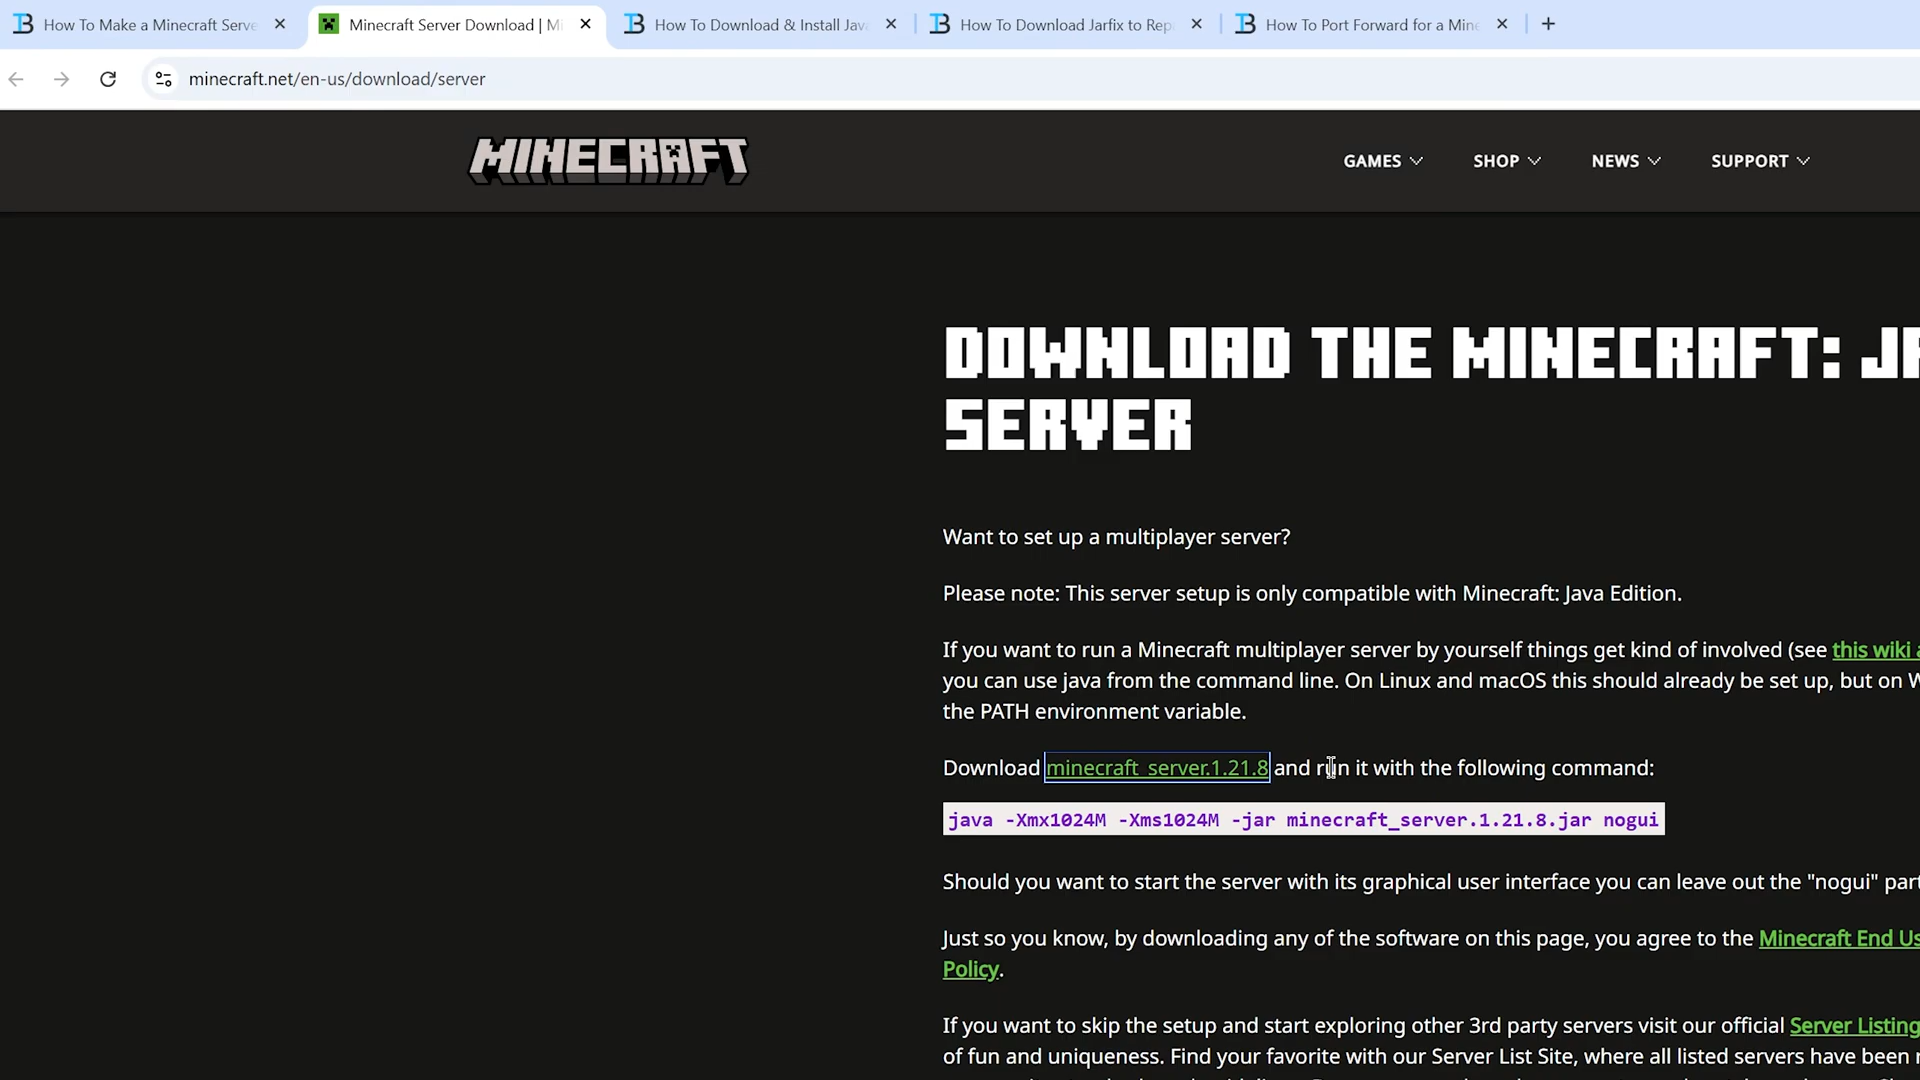 How To Make a Minecraft Serve
Minecraft Server Download | Mi
How To Download & Install Jav
How To Download Jarfix to Rep
How To Port Forward for a Mine
minecraft.net/en-us/download/server
MINECRAFT
GAMES
SHOP
NEWS
SUPPORT
DOWNLOAD THE MINECRAFT: JA
SERVER
Want to set up a multiplayer server?
Please note: This server setup is only compatible with Minecraft: Java Edition.
If you want to run a Minecraft multiplayer server by yourself things get kind of involved (see this wiki a
you can use java from the command line. On Linux and macOS this should already be set up, but on W
the PATH environment variable.
Download minecraft_server.1.21.8 and run it with the following command:
java -Xmx1024M -Xms1024M -jar minecraft_server.1.21.8.jar nogui
Should you want to start the server with its graphical user interface you can leave out the "nogui" part
Just so you know, by downloading any of the software on this page, you agree to the Minecraft End Us
Policy.
If you want to skip the setup and start exploring other 3rd party servers visit our official Server Listing
of fun and uniqueness. Find your favorite with our Server List Site, where all listed servers have been r